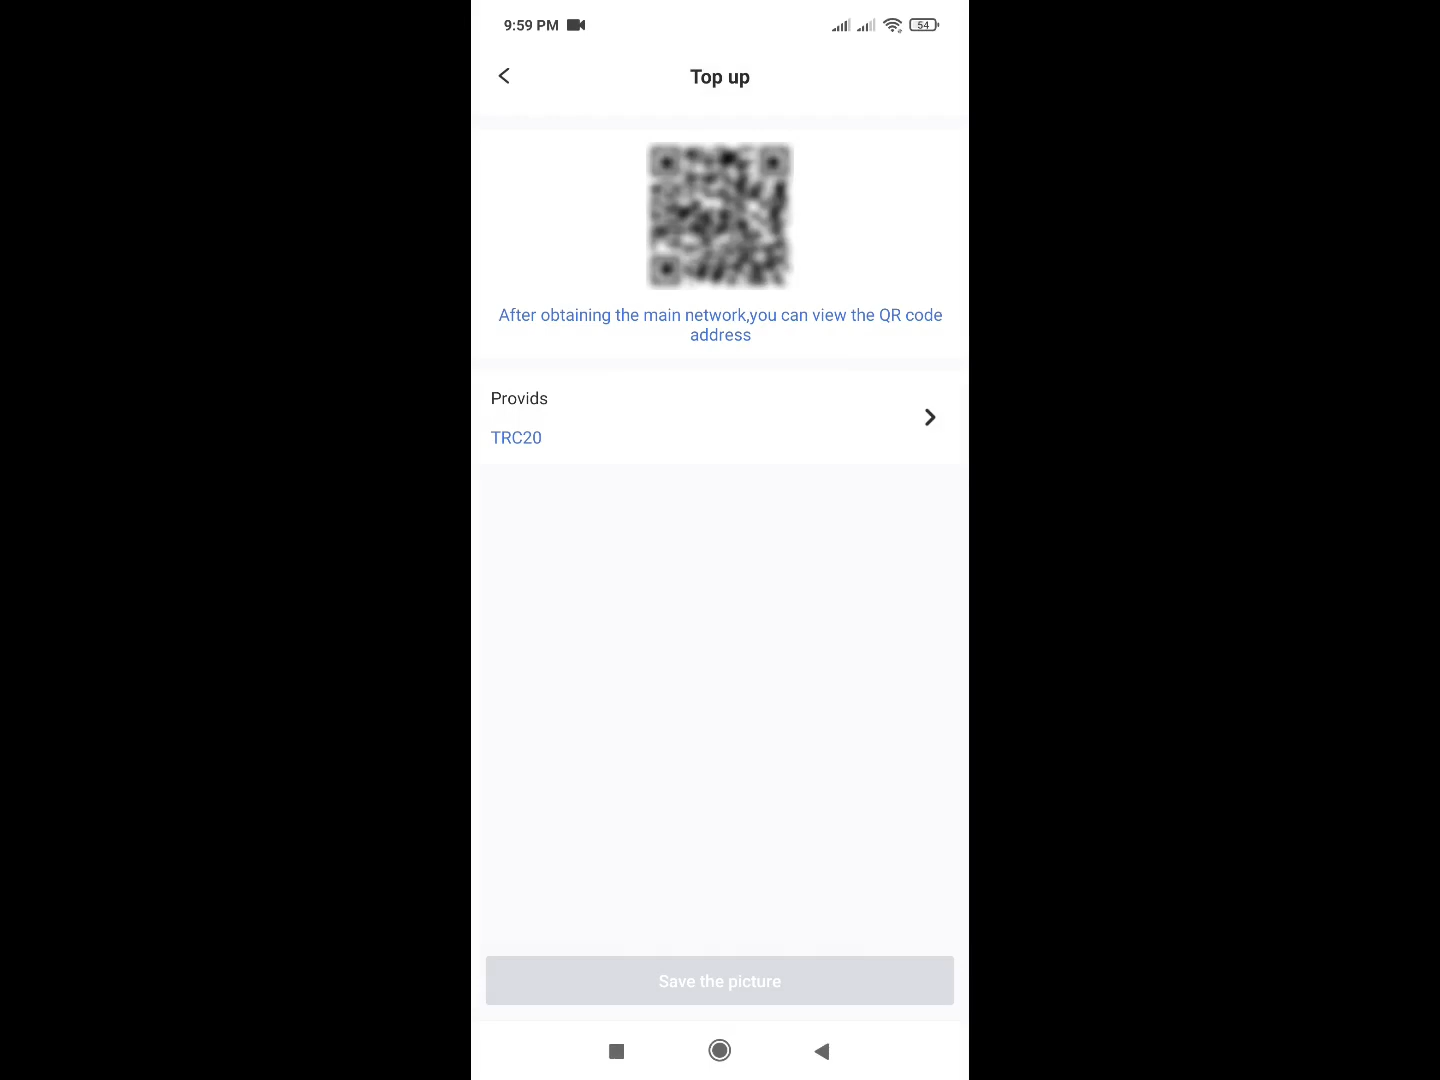 9:59 PM
54
Top up
After obtaining the main network,you can view the QR code
address
Provids
TRC20
Save the picture